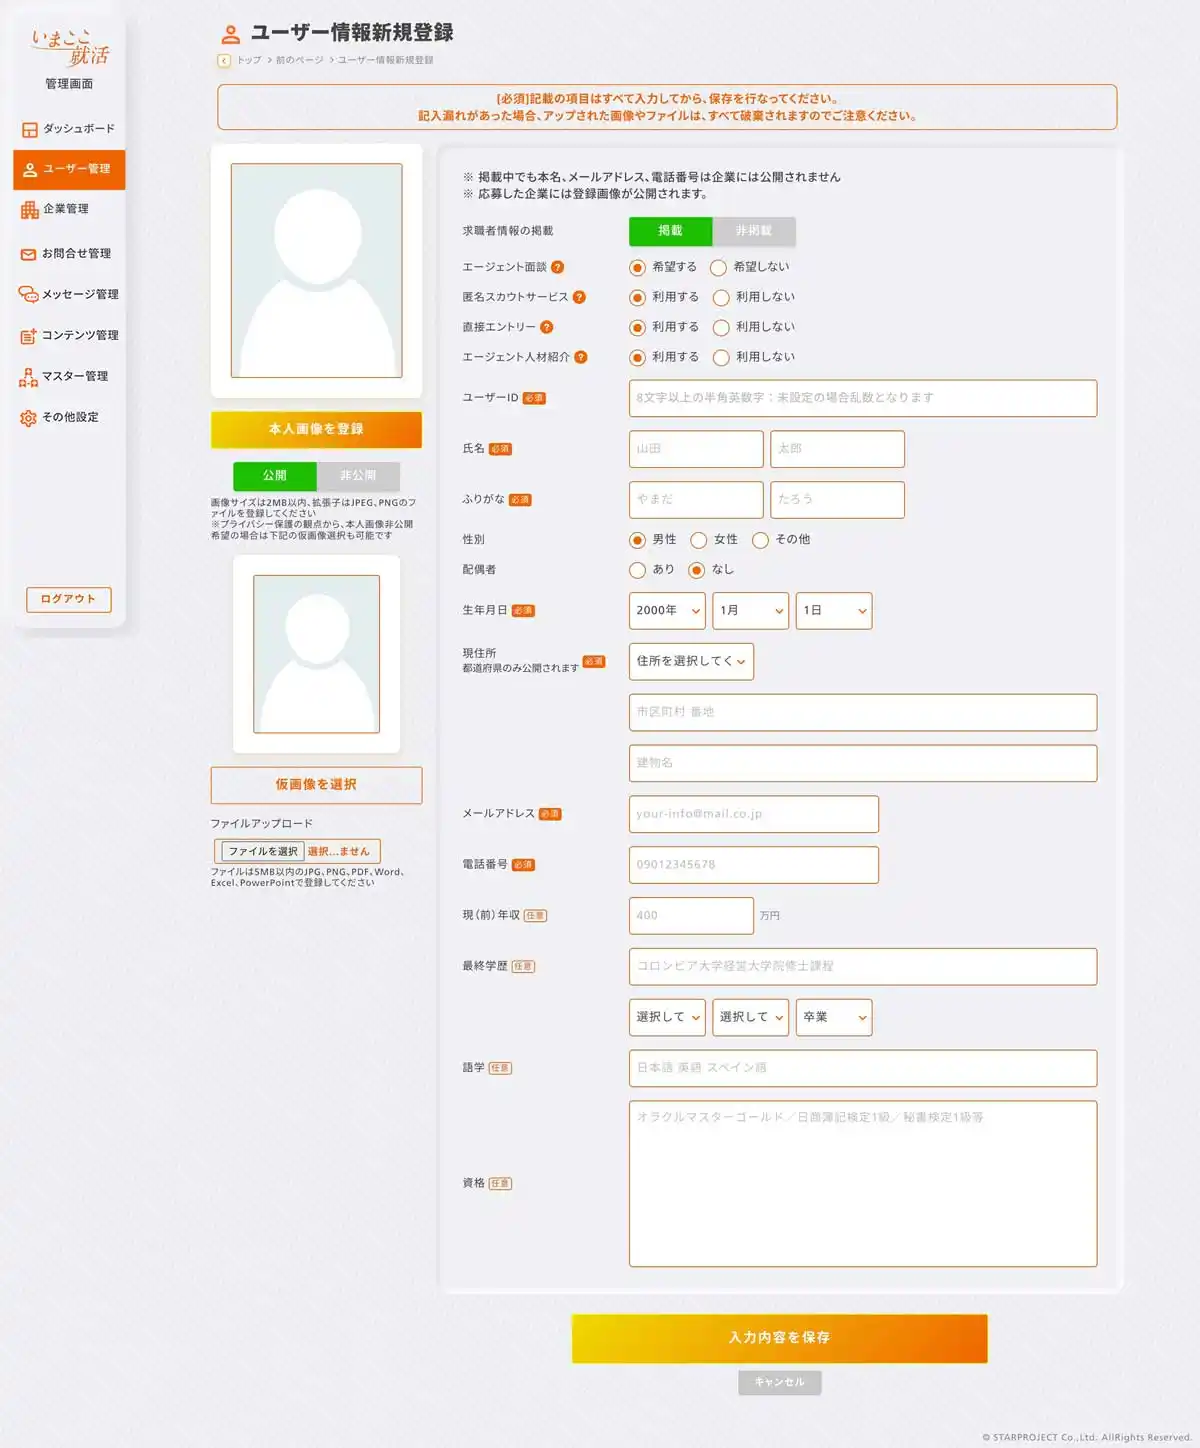 いまここ
就活
管理画面
ダッシュボード
ユーザー管理
企業管理
お問合せ管理
メッセージ管理
コンテンツ管理
マスター管理
その他設定
ログアウト
ユーザー情報新規登録
トップ > 前のページ > ユーザー情報新規登録
[必須]記載の項目はすべて入力してから、保存を行なってください。
記入漏れがあった場合、アップされた画像やファイルは、すべて破棄されますのでご注意ください。
本人画像を登録
公開 非公開
画像サイズは2MB以内、拡張子はJPEG、PNGのフ
ァイルを登録してください
※プライバシー保護の観点から、本人画像非公開
希望の場合は下記の仮画像選択も可能です
仮画像を選択
ファイルアップロード
ファイルを選択 選択...ません
ファイルは5MB以内のJPG、PNG、PDF、Word、
Excel、PowerPointで登録してください
※ 掲載中でも本名、メールアドレス、電話番号は企業には公開されません
※ 応募した企業には登録画像が公開されます。
求職者情報の掲載 掲載 非掲載
エージェント面談 ? 希望する 希望しない
匿名スカウトサービス ? 利用する 利用しない
直接エントリー ? 利用する 利用しない
エージェント人材紹介 ? 利用する 利用しない
ユーザーID 必須 8文字以上の半角英数字：未設定の場合乱数となります
氏名 必須 山田 太郎
ふりがな 必須 やまだ たろう
性別 男性 女性 その他
配偶者 あり なし
生年月日 必須 2000年 1月 1日
現住所
都道府県のみ公開されます 必須 住所を選択してく
市区町村 番地
建物名
メールアドレス 必須 your-info@mail.co.jp
電話番号 必須 09012345678
現（前）年収 任意 400 万円
最終学歴 任意 コロンビア大学経営大学院修士課程
選択して 選択して 卒業
語学 任意 日本語 英語 スペイン語
オラクルマスターゴールド／日商簿記検定1級／秘書検定1級等
資格 任意
入力内容を保存
キャンセル
© STARPROJECT Co.,Ltd. AllRights Reserved.